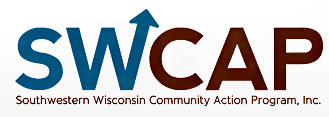 SWCAP
Southwestern Wisconsin Community Action Program, Inc.